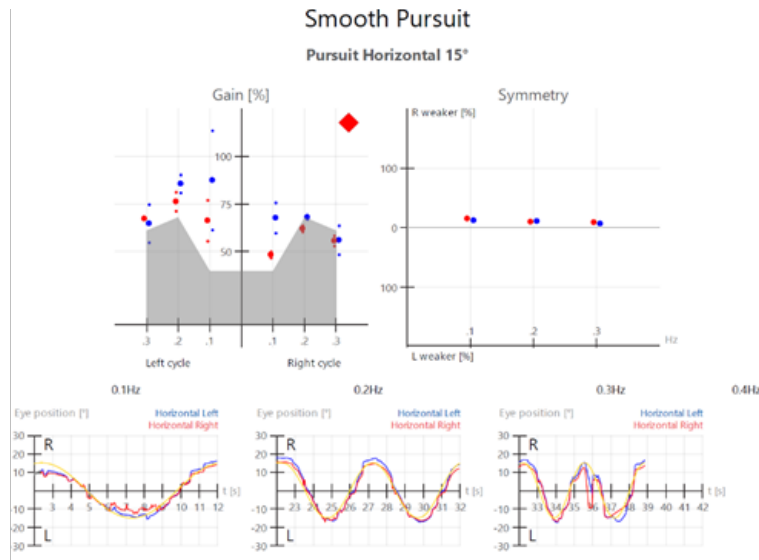 Smooth Pursuit
Pursuit Horizontal 15°
Gain [%]
100
75
50
.3 .2 .1 .1 .2 .3
Left cycle Right cycle
Symmetry
R weaker [%]
100
0
100
.1 .2 .3
Hz
L weaker [%]
0.1Hz 0.2Hz 0.3Hz 0.4Hz
Eye position [°] Horizontal Left
Horizontal Right
30 R
20
10
3 4 5 6 7 8 9 10 11 12 t [s]
-10
-20
-30 L
Eye position [°] Horizontal Left
Horizontal Right
30 R
20
10
23 24 25 26 27 28 29 30 31 32 t [s]
-10
-20
-30 L
Eye position [°] Horizontal Left
Horizontal Right
30 R
20
10
33 34 35 36 37 38 39 40 41 42 t [s]
-10
-20
-30 L